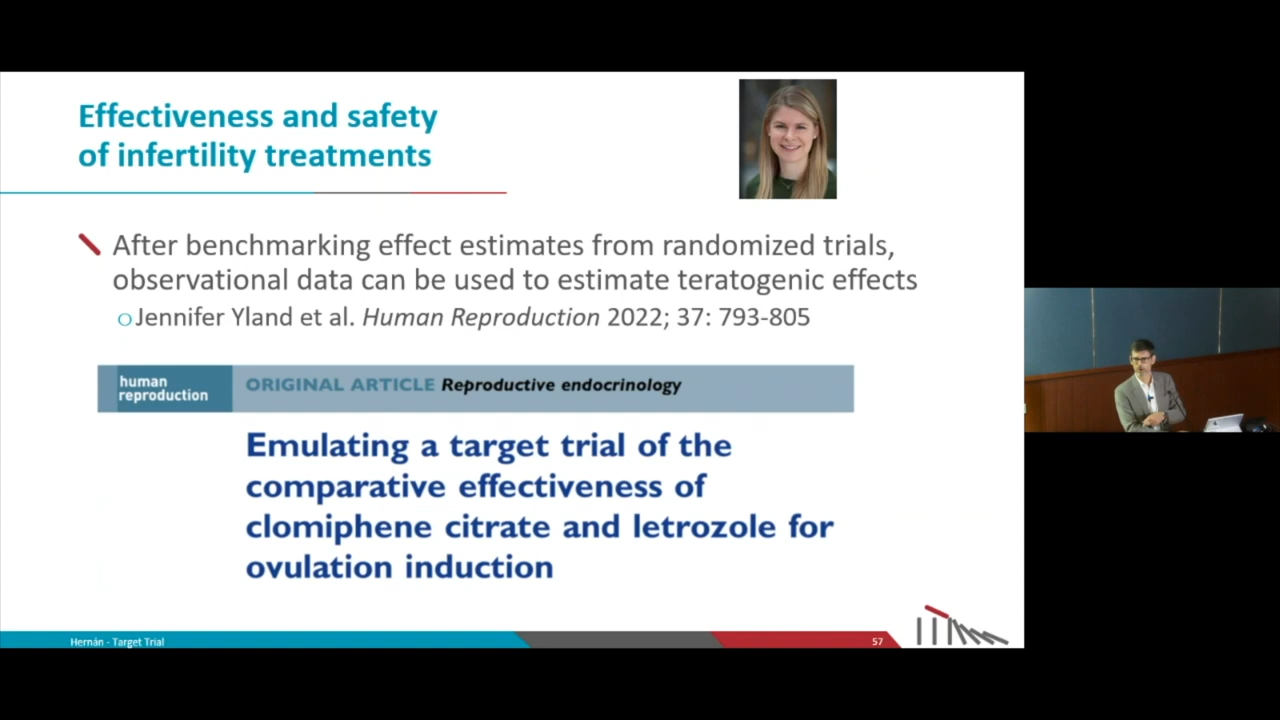 Effectiveness and safety
of infertility treatments
After benchmarking effect estimates from randomized trials,
observational data can be used to estimate teratogenic effects
Jennifer Yland et al. Human Reproduction 2022; 37: 793-805
human
reproduction
ORIGINAL ARTICLE Reproductive endocrinology
Emulating a target trial of the
comparative effectiveness of
clomiphene citrate and letrozole for
ovulation induction
Hernán - Target Trial
57